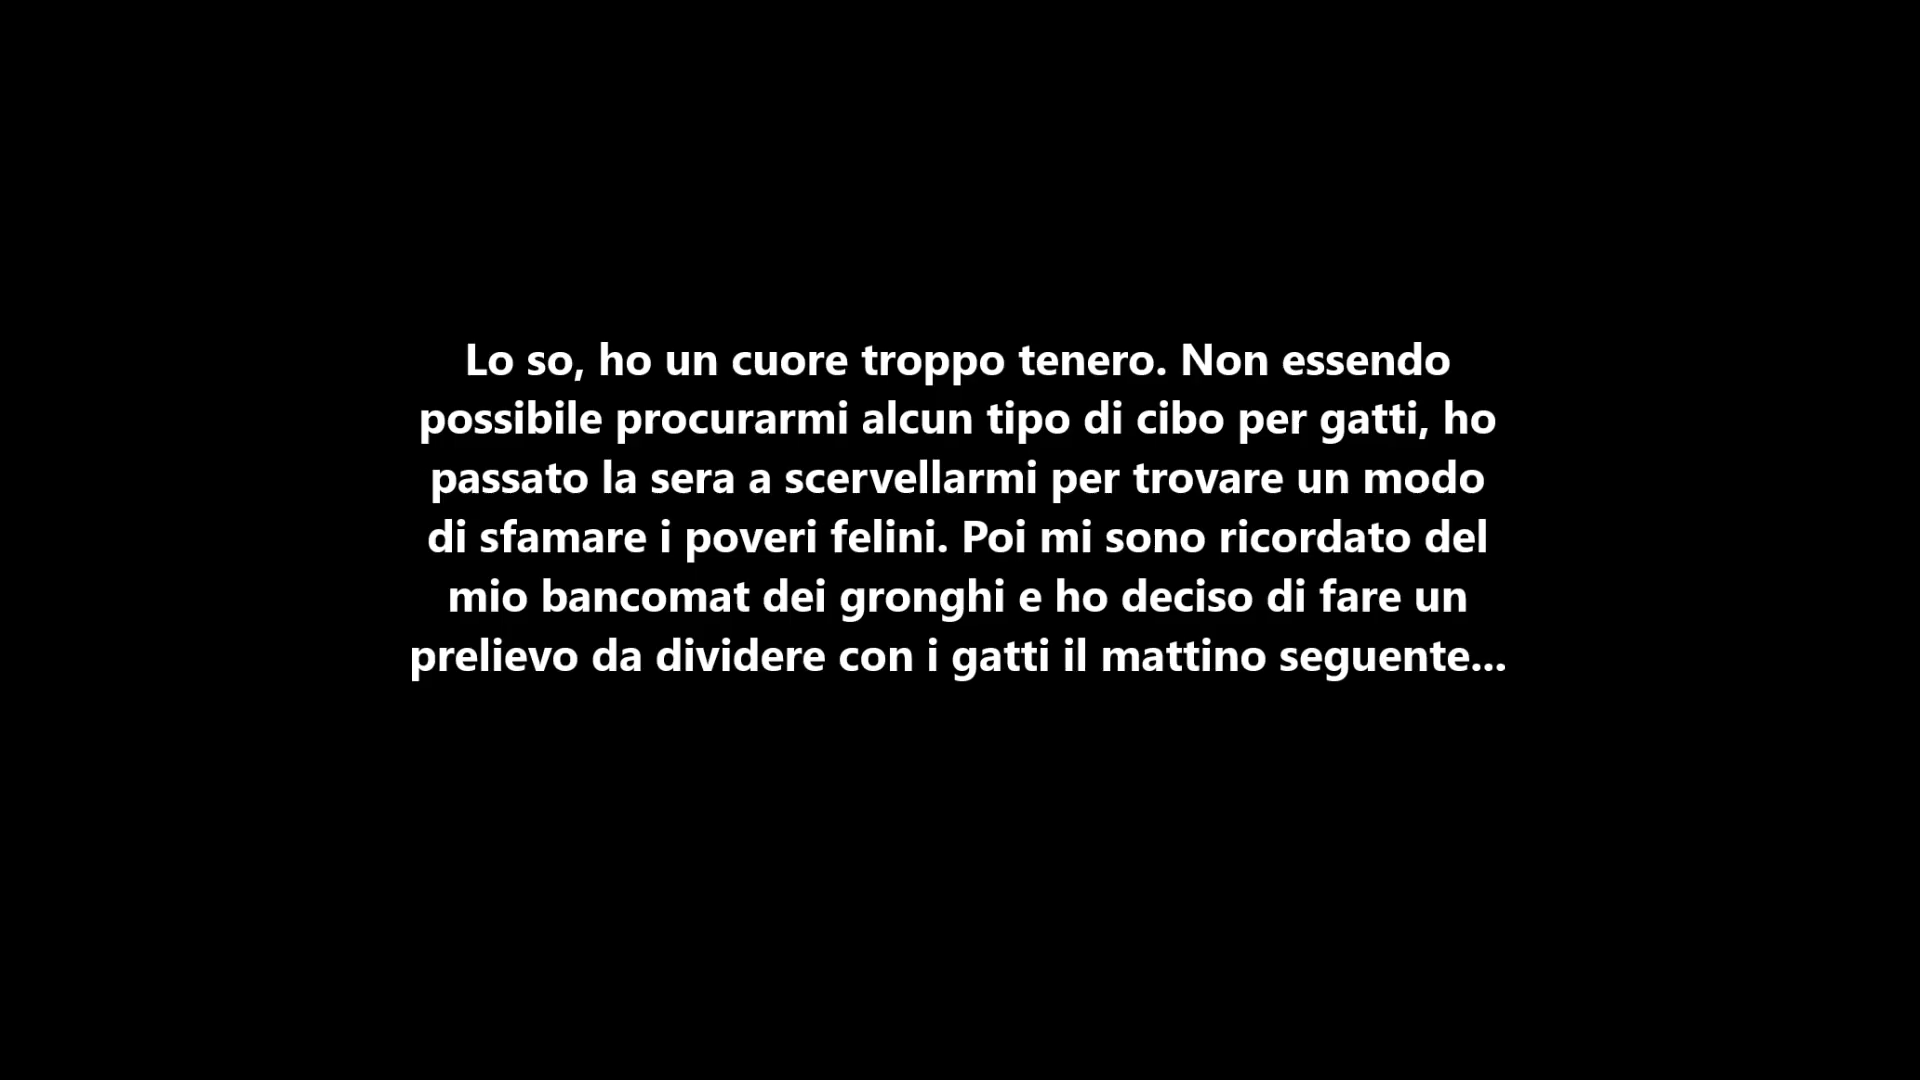 Lo so, ho un cuore troppo tenero. Non essendo
possibile procurarmi alcun tipo di cibo per gatti, ho
passato la sera a scervellarmi per trovare un modo
di sfamare i poveri felini. Poi mi sono ricordato del
mio bancomat dei gronghi e ho deciso di fare un
prelievo da dividere con i gatti il mattino seguente...